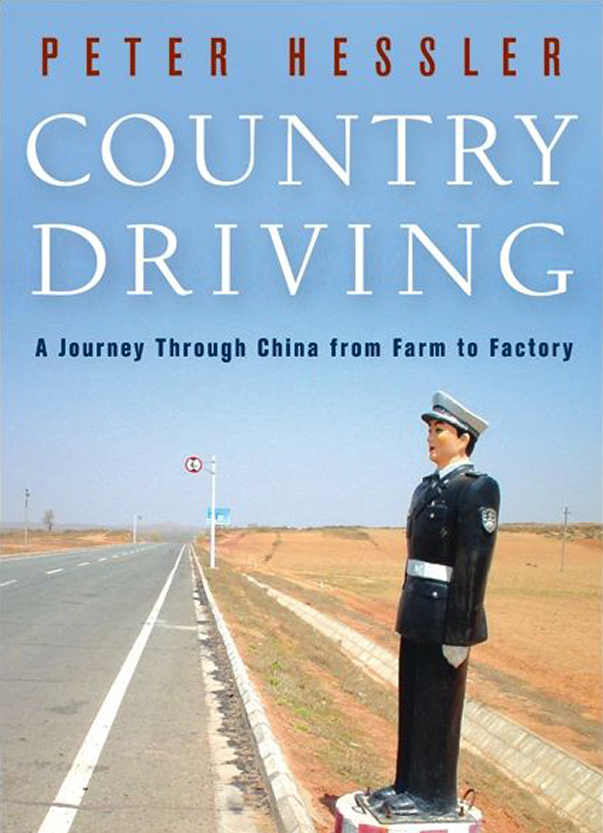 PETER HESSLER
COUNTRY
DRIVING
A Journey Through China from Farm to Factory